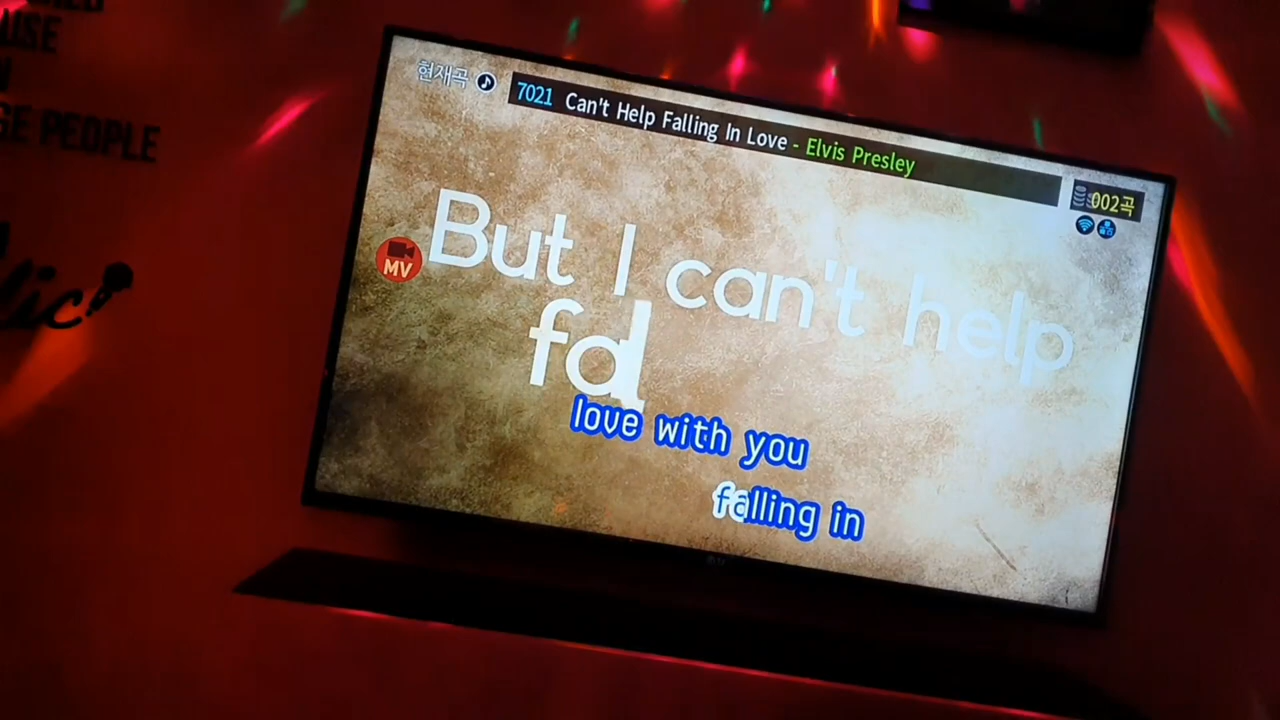 USE
GE PEOPLE
현재곡
7021 Can't Help Falling In Love - Elvis Presley
002곡
But I can't help
MV
fal
love with you
falling in